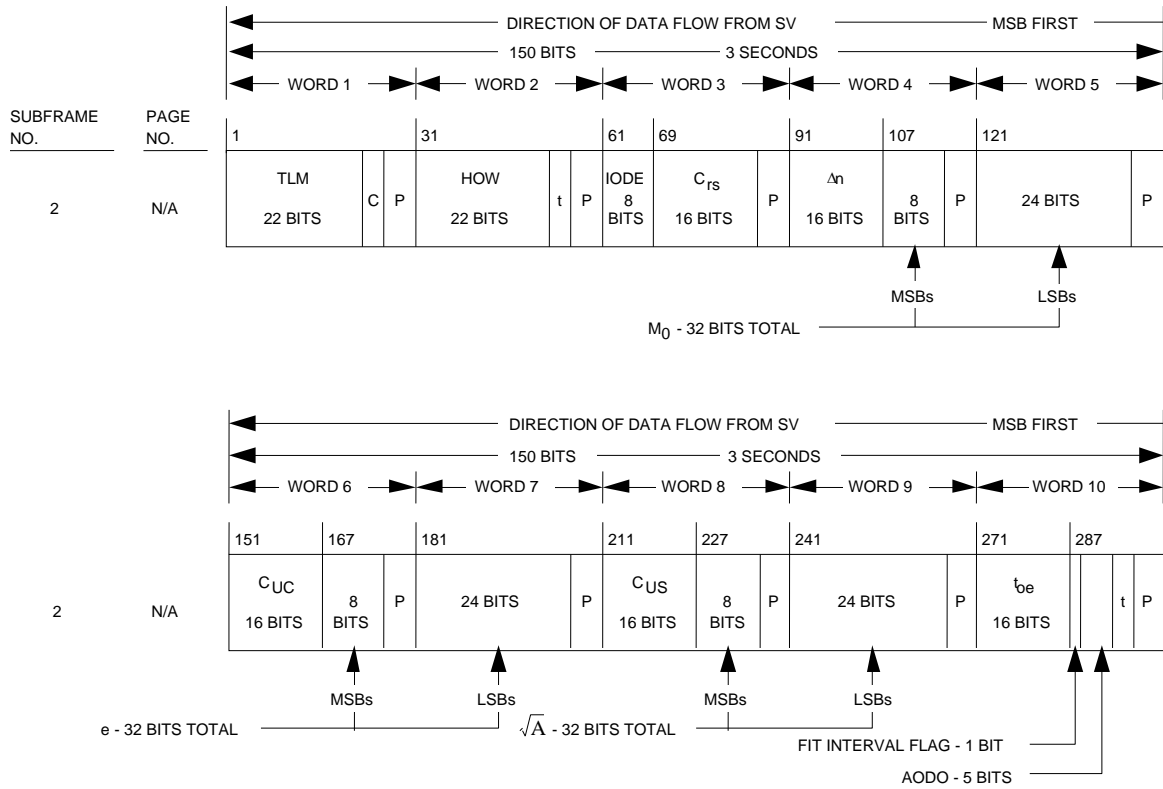 DIRECTION OF DATA FLOW FROM SV MSB FIRST
150 BITS 3 SECONDS
WORD 1 WORD 2 WORD 3 WORD 4 WORD 5
SUBFRAME NO. PAGE NO.
1 31 61 69 91 107 121
TLM HOW IODE C_rs Δn
2 N/A 22 BITS C P 22 BITS t P 8 BITS 16 BITS P 16 BITS 8 BITS P 24 BITS P
MSBs LSBs
M_0 - 32 BITS TOTAL
DIRECTION OF DATA FLOW FROM SV MSB FIRST
150 BITS 3 SECONDS
WORD 6 WORD 7 WORD 8 WORD 9 WORD 10
151 167 181 211 227 241 271 287
C_UC C_US t_oe
2 N/A 16 BITS 8 BITS P 24 BITS P 16 BITS 8 BITS P 24 BITS P 16 BITS t P
MSBs LSBs MSBs LSBs
e - 32 BITS TOTAL √A - 32 BITS TOTAL
FIT INTERVAL FLAG - 1 BIT
AODO - 5 BITS